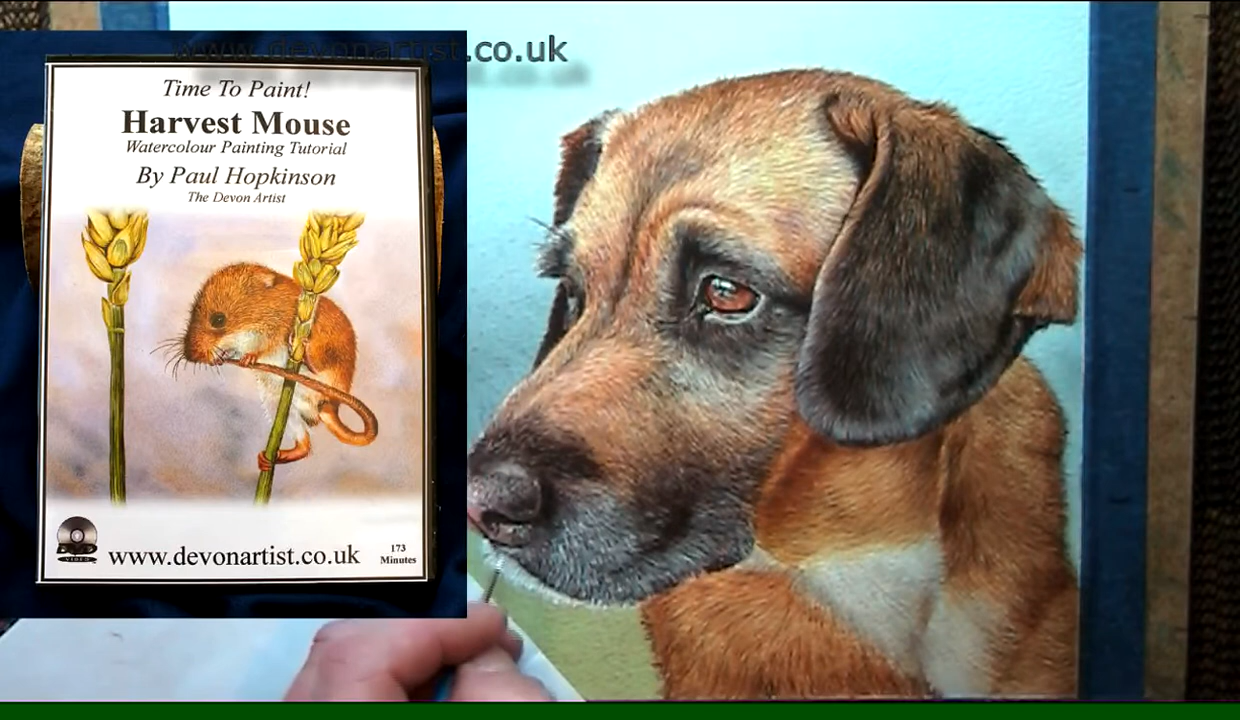 www.devonartist.co.uk
Time To Paint!
Harvest Mouse
Watercolour Painting Tutorial
By Paul Hopkinson
The Devon Artist
www.devonartist.co.uk
173
Minutes